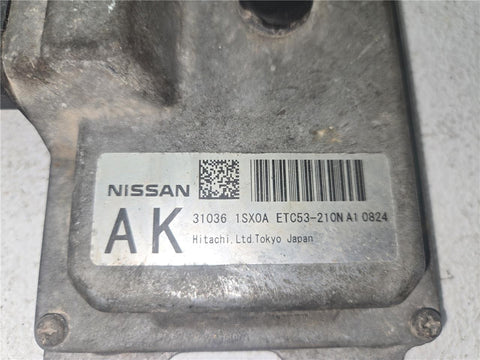 NISSAN
AK
31036 1SX0A ETC53-210N A1 0824
Hitachi.Ltd.Tokyo Japan